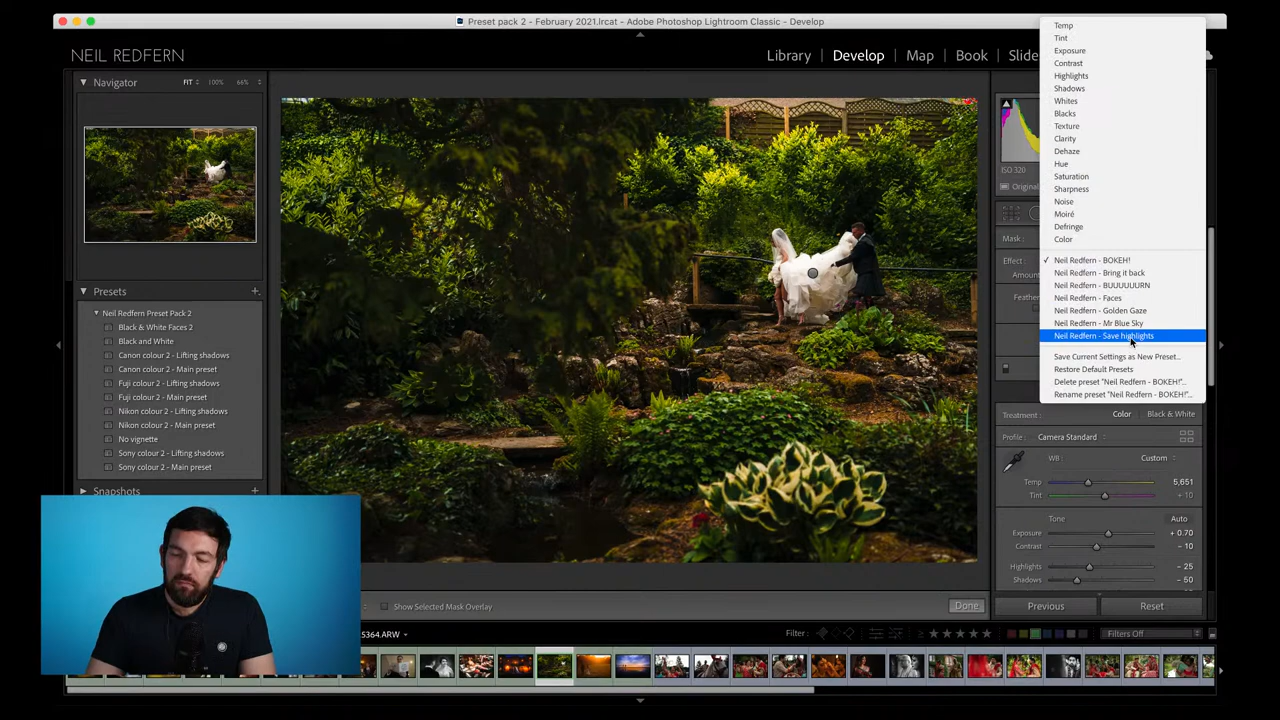 Preset pack 2 - February 2021.lrcat - Adobe Photoshop Lightroom Classic - Develop
NEIL REDFERN
Library | Develop | Map | Book | Slide
Navigator
FIT 100% 66%
Presets
Neil Redfern Preset Pack 2
Black & White Faces 2
Black and White
Canon colour 2 - Lifting shadows
Canon colour 2 - Main preset
Fuji colour 2 - Lifting shadows
Fuji colour 2 - Main preset
Nikon colour 2 - Lifting shadows
Nikon colour 2 - Main preset
No vignette
Sony colour 2 - Lifting shadows
Sony colour 2 - Main preset
Snapshots
Temp
Tint
Exposure
Contrast
Highlights
Shadows
Whites
Blacks
Texture
Clarity
Dehaze
Hue
Saturation
Sharpness
Noise
Moiré
Defringe
Color
Neil Redfern - BOKEH!
Neil Redfern - Bring it back
Neil Redfern - BUUUUUURN
Neil Redfern - Faces
Neil Redfern - Golden Gaze
Neil Redfern - Mr Blue Sky
Neil Redfern - Save highlights
Save Current Settings as New Preset...
Restore Default Presets
Delete preset "Neil Redfern - BOKEH!"...
Rename preset "Neil Redfern - BOKEH!"...
ISO 320
Original
Mask :
Effect :
Amount
Feather
Treatment : Color Black & White
Profile : Camera Standard
WB : Custom
Temp 5,651
Tint + 10
Tone Auto
Exposure + 0.70
Contrast - 10
Highlights - 25
Shadows - 50
Previous Reset
Show Selected Mask Overlay Done
5364.ARW
Filter : Filters Off